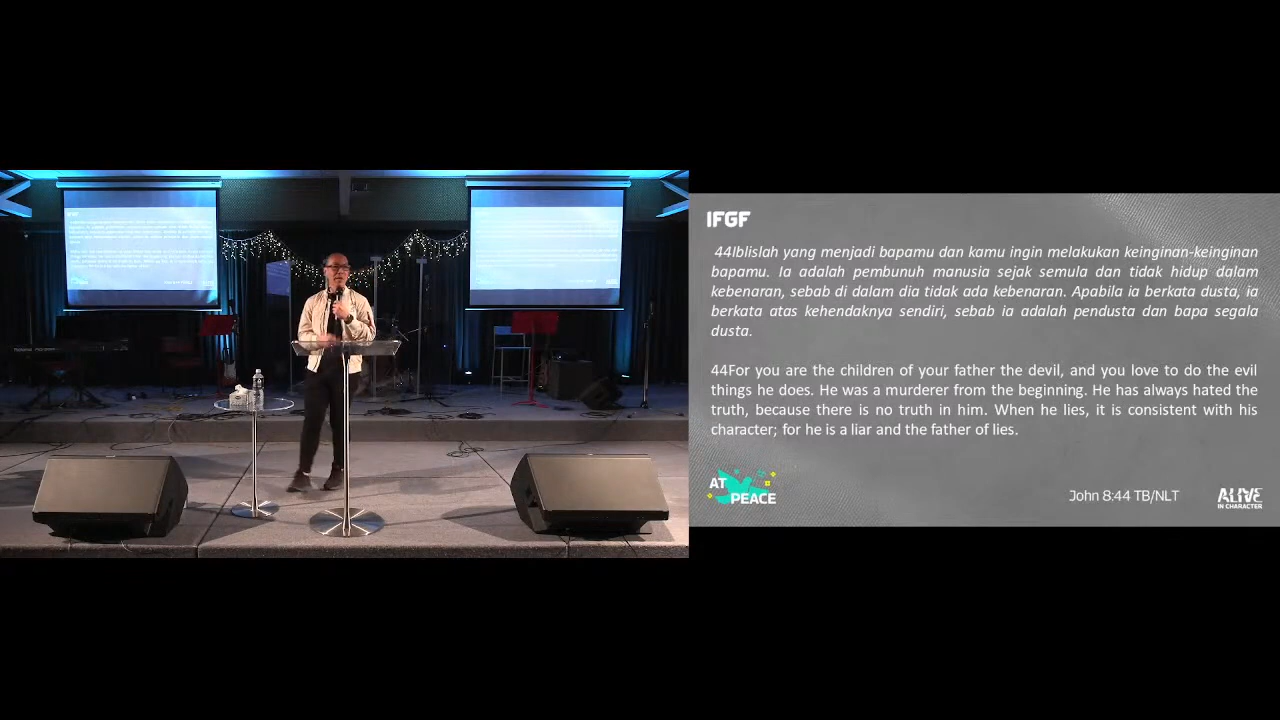 IFGF
44Iblislah yang menjadi bapamu dan kamu ingin melakukan keinginan-keinginan
bapamu. Ia adalah pembunuh manusia sejak semula dan tidak hidup dalam
kebenaran, sebab di dalam dia tidak ada kebenaran. Apabila ia berkata dusta, ia
berkata atas kehendaknya sendiri, sebab ia adalah pendusta dan bapa segala
dusta.
44For you are the children of your father the devil, and you love to do the evil
things he does. He was a murderer from the beginning. He has always hated the
truth, because there is no truth in him. When he lies, it is consistent with his
character; for he is a liar and the father of lies.
AT
PEACE
John 8:44 TB/NLT
ALIVE
IN CHARACTER